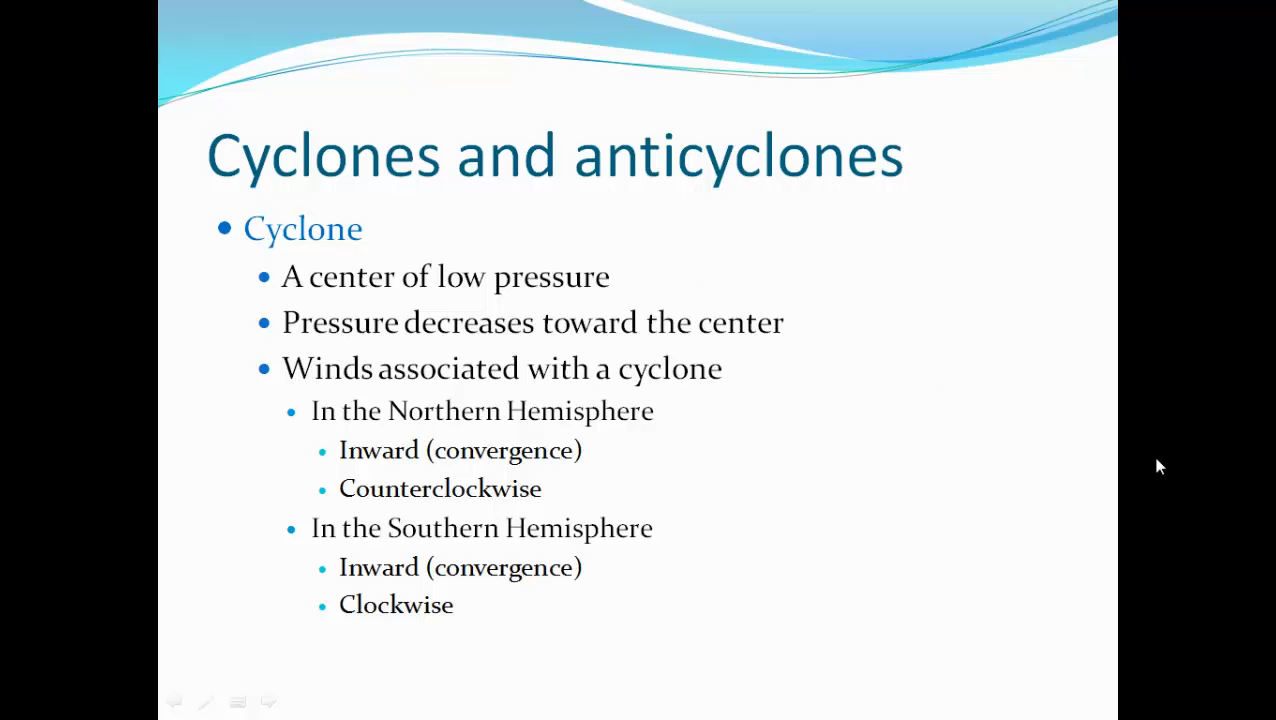 Cyclones and anticyclones
Cyclone
A center of low pressure
Pressure decreases toward the center
Winds associated with a cyclone
In the Northern Hemisphere
Inward (convergence)
Counterclockwise
In the Southern Hemisphere
Inward (convergence)
Clockwise